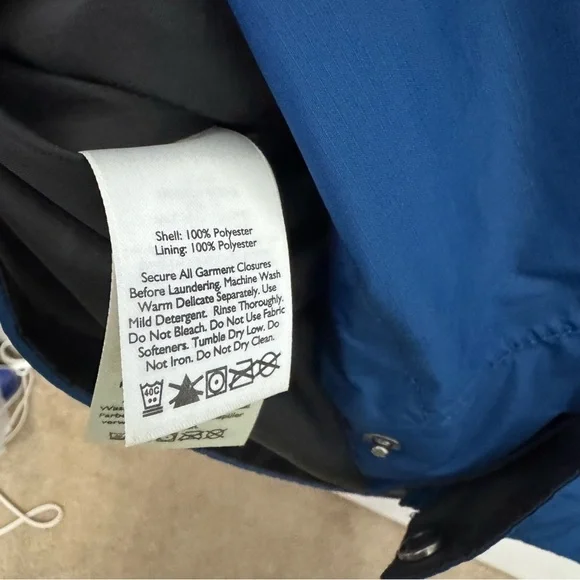 Shell: 100% Polyester
Lining: 100% Polyester
Secure All Garment Closures
Before Laundering. Machine Wash
Warm Delicate Separately. Use
Mild Detergent. Rinse Thoroughly.
Do Not Bleach. Do Not Use Fabric
Softeners. Tumble Dry Low. Do
Not Iron. Do Not Dry Clean.
40C